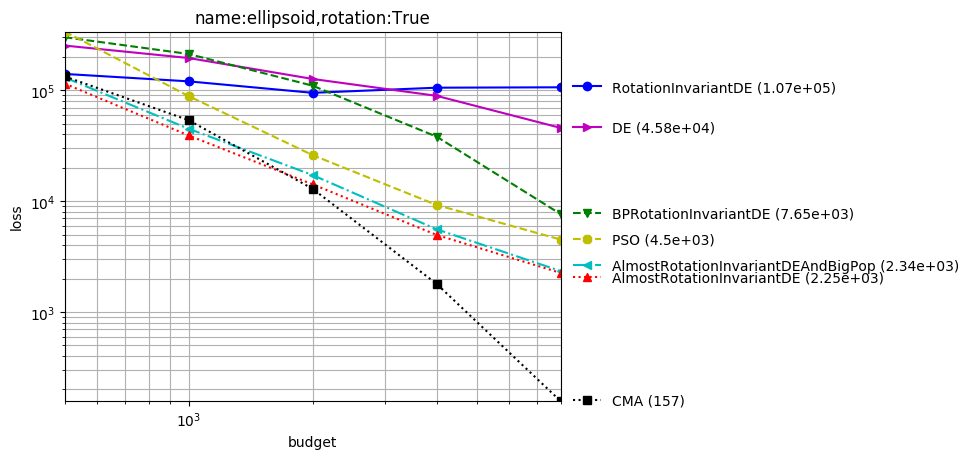 name:ellipsoid,rotation:True
loss
10^5
10^4
10^3
10^3
budget
RotationInvariantDE (1.07e+05)
DE (4.58e+04)
BPRotationInvariantDE (7.65e+03)
PSO (4.5e+03)
AlmostRotationInvariantDEAndBigPop (2.34e+03)
AlmostRotationInvariantDE (2.25e+03)
CMA (157)